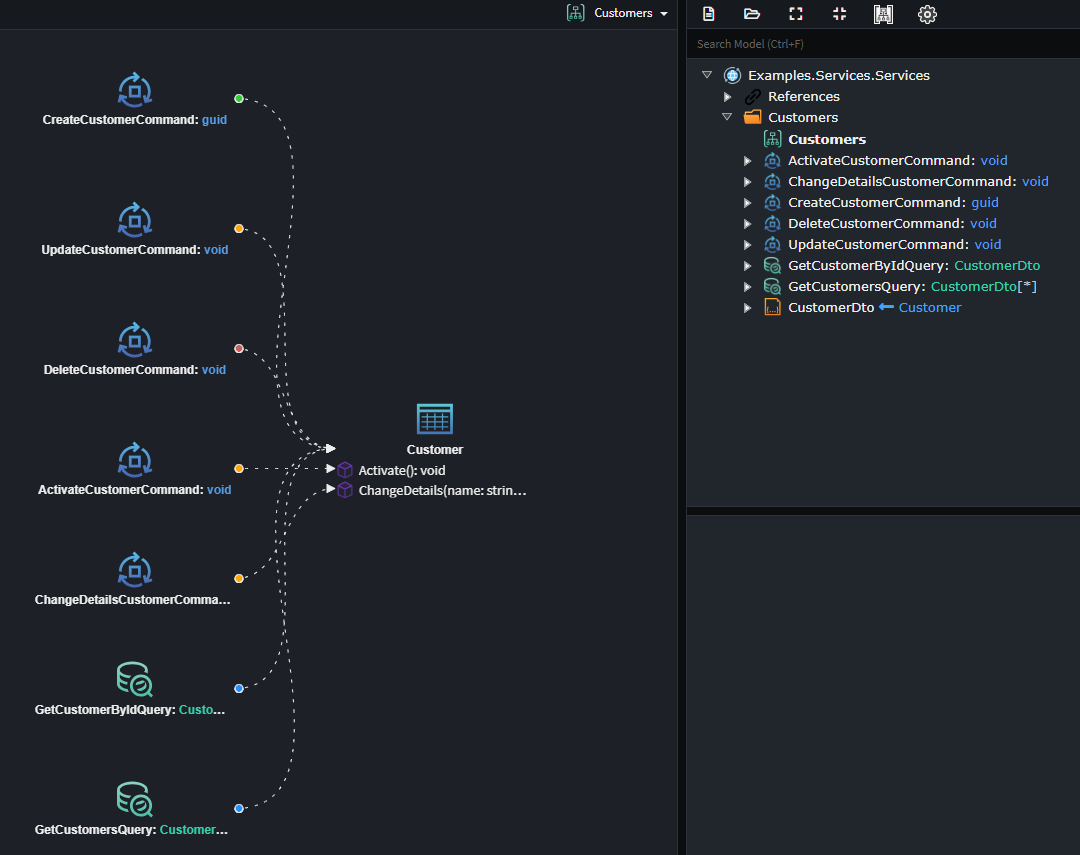 Customers
CreateCustomerCommand: guid
UpdateCustomerCommand: void
DeleteCustomerCommand: void
Customer
Activate(): void
ChangeDetails(name: strin...
ActivateCustomerCommand: void
ChangeDetailsCustomerComma...
GetCustomerByIdQuery: Custo...
GetCustomersQuery: Customer...
Search Model (Ctrl+F)
Examples.Services.Services
References
Customers
Customers
ActivateCustomerCommand: void
ChangeDetailsCustomerCommand: void
CreateCustomerCommand: guid
DeleteCustomerCommand: void
UpdateCustomerCommand: void
GetCustomerByIdQuery: CustomerDto
GetCustomersQuery: CustomerDto[*]
CustomerDto ← Customer